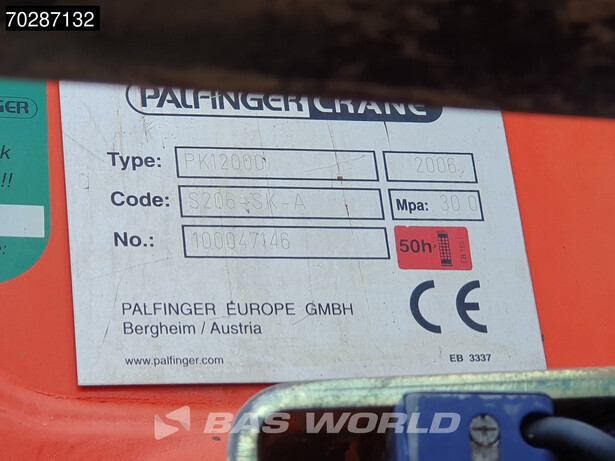 70287132
PALFINGER CRANE
GER
k
!!
Type: PK12000 2006
Code: S206-SK-A Mpa: 30 0
No.: 100047146 50h
PALFINGER EUROPE GMBH
Bergheim / Austria
CE
www.palfinger.com EB 3337
BAS WORLD